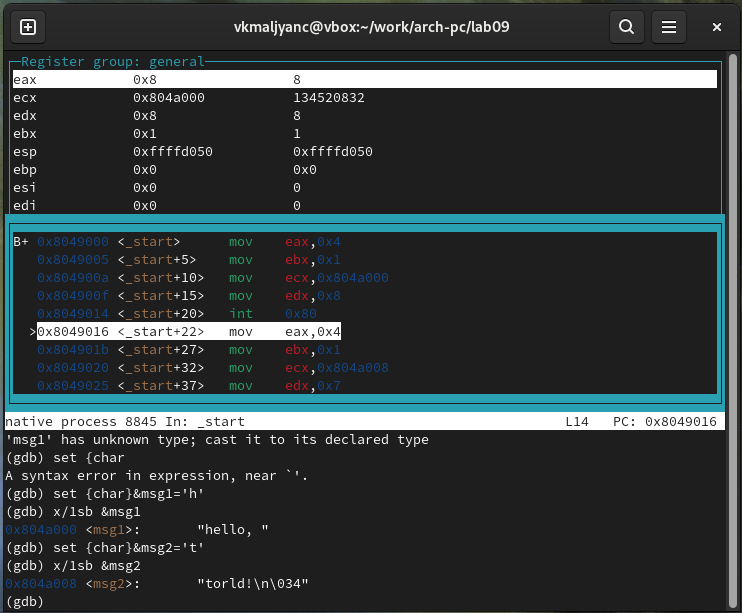 vkmaljyanc@vbox:~/work/arch-pc/lab09
Register group: general
eax 0x8 8
ecx 0x804a000 134520832
edx 0x8 8
ebx 0x1 1
esp 0xffffd050 0xffffd050
ebp 0x0 0x0
esi 0x0 0
edi 0x0 0
B+ 0x8049000 <_start> mov eax,0x4
0x8049005 <_start+5> mov ebx,0x1
0x804900a <_start+10> mov ecx,0x804a000
0x804900f <_start+15> mov edx,0x8
0x8049014 <_start+20> int 0x80
>0x8049016 <_start+22> mov eax,0x4
0x804901b <_start+27> mov ebx,0x1
0x8049020 <_start+32> mov ecx,0x804a008
0x8049025 <_start+37> mov edx,0x7
native process 8845 In: _start L14 PC: 0x8049016
'msg1' has unknown type; cast it to its declared type
(gdb) set {char
A syntax error in expression, near `'.
(gdb) set {char}&msg1='h'
(gdb) x/1sb &msg1
0x804a000 <msg1>: "hello, "
(gdb) set {char}&msg2='t'
(gdb) x/1sb &msg2
0x804a008 <msg2>: "torld!\n\034"
(gdb)